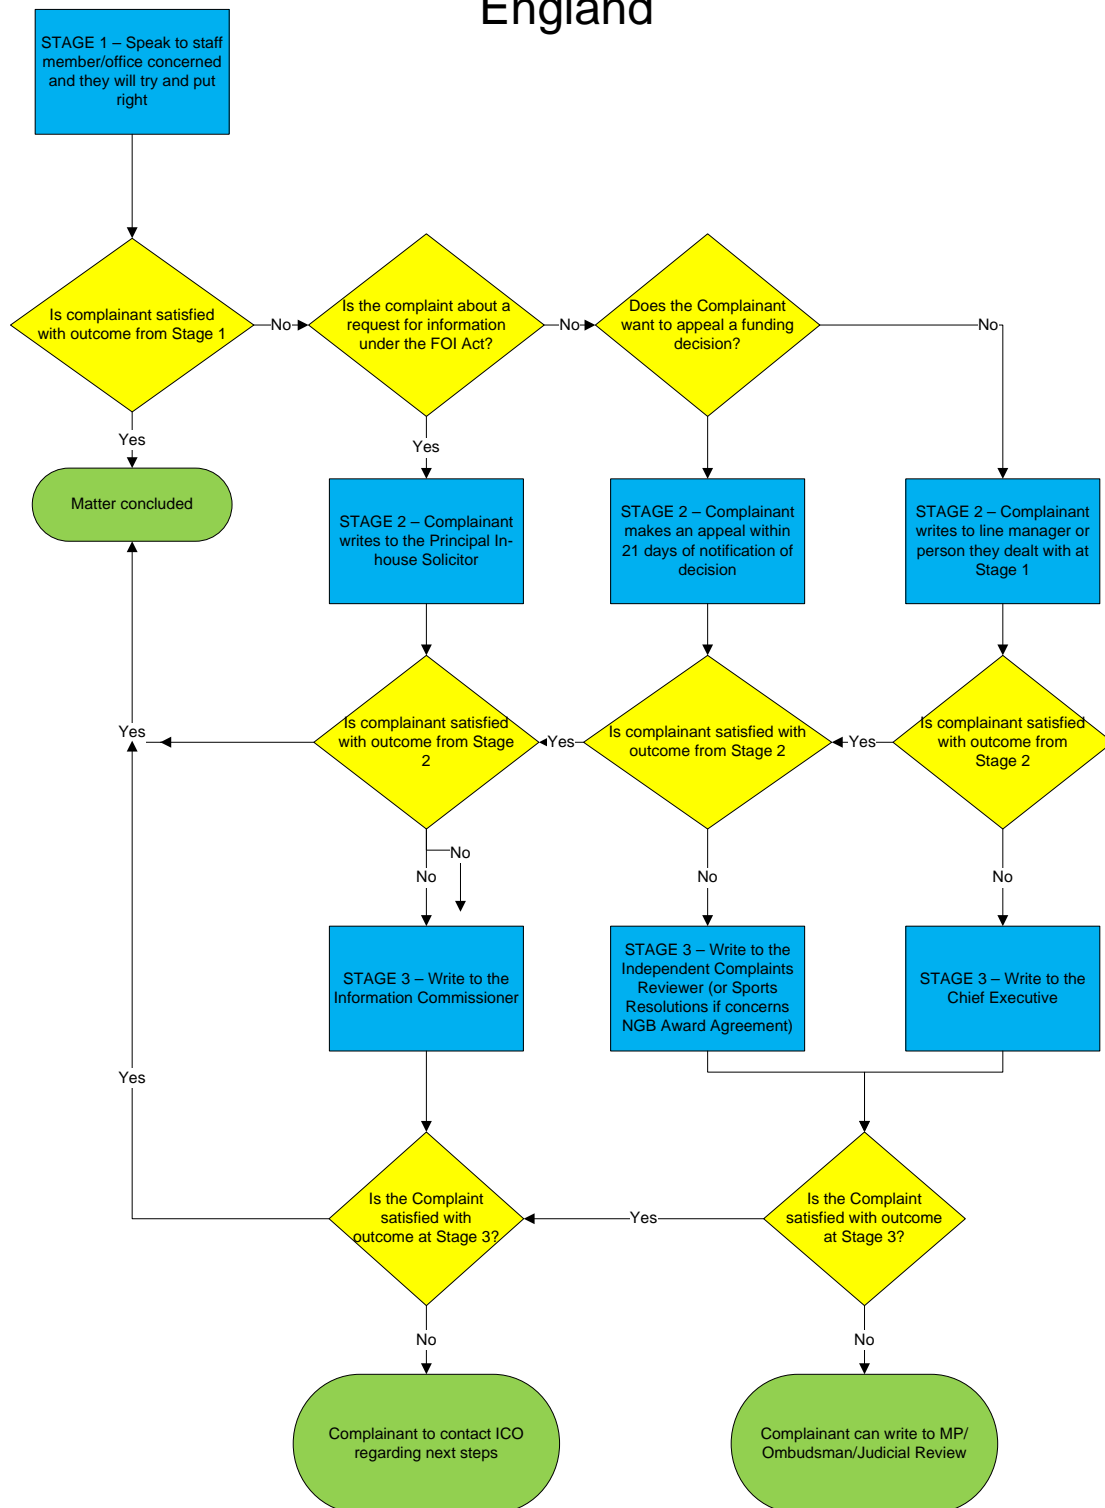 England
STAGE 1 – Speak to staff
member/office concerned
and they will try and put
right
Is complainant satisfied
with outcome from Stage 1
No
Is the complaint about a
request for information
under the FOI Act?
No
Does the Complainant
want to appeal a funding
decision?
No
Yes
Yes
Matter concluded
STAGE 2 – Complainant
writes to the Principal In-
house Solicitor
STAGE 2 – Complainant
makes an appeal within
21 days of notification of
decision
STAGE 2 – Complainant
writes to line manager or
person they dealt with at
Stage 1
Yes
Is complainant satisfied
with outcome from Stage
2
Yes
Is complainant satisfied with
outcome from Stage 2
Yes
Is complainant satisfied
with outcome from
Stage 2
No
No
No
No
STAGE 3 – Write to the
Information Commissioner
STAGE 3 – Write to the
Independent Complaints
Reviewer (or Sports
Resolutions if concerns
NGB Award Agreement)
STAGE 3 – Write to the
Chief Executive
Yes
Is the Complaint
satisfied with
outcome at Stage 3?
Yes
Is the Complaint
satisfied with outcome
at Stage 3?
No
No
Complainant to contact ICO
regarding next steps
Complainant can write to MP/
Ombudsman/Judicial Review